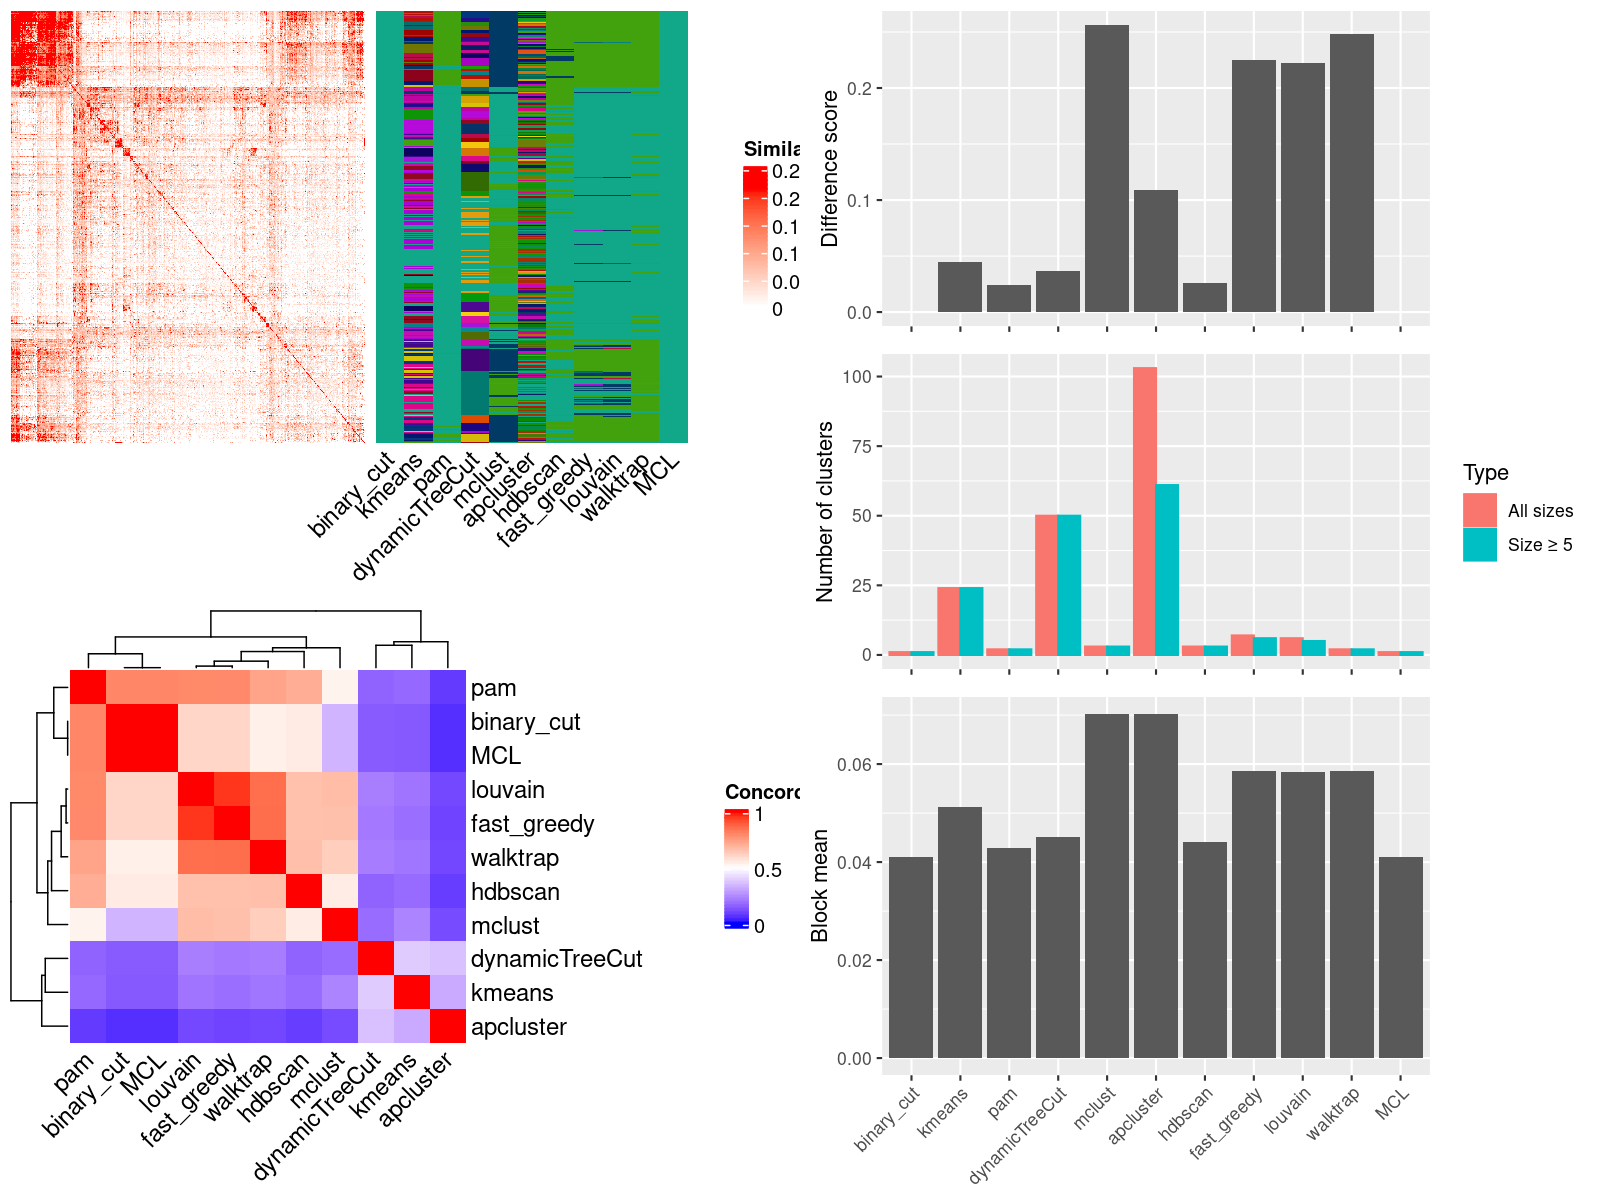 Simila
0.2
0.2
0.1
0.1
0.0
0
binary_cut
kmeans
pam
dynamicTreeCut
mclust
apcluster
hdbscan
fast_greedy
louvain
walktrap
MCL
pam
binary_cut
MCL
louvain
fast_greedy
walktrap
hdbscan
mclust
dynamicTreeCut
kmeans
apcluster
pam
binary_cut
MCL
louvain
fast_greedy
walktrap
hdbscan
mclust
dynamicTreeCut
kmeans
apcluster
Concord
1
0.5
0
Difference score
0.2
0.1
0.0
Number of clusters
100
75
50
25
0
Type
All sizes
Size ≥ 5
Block mean
0.06
0.04
0.02
0.00
binary_cut
kmeans
pam
dynamicTreeCut
mclust
apcluster
hdbscan
fast_greedy
louvain
walktrap
MCL